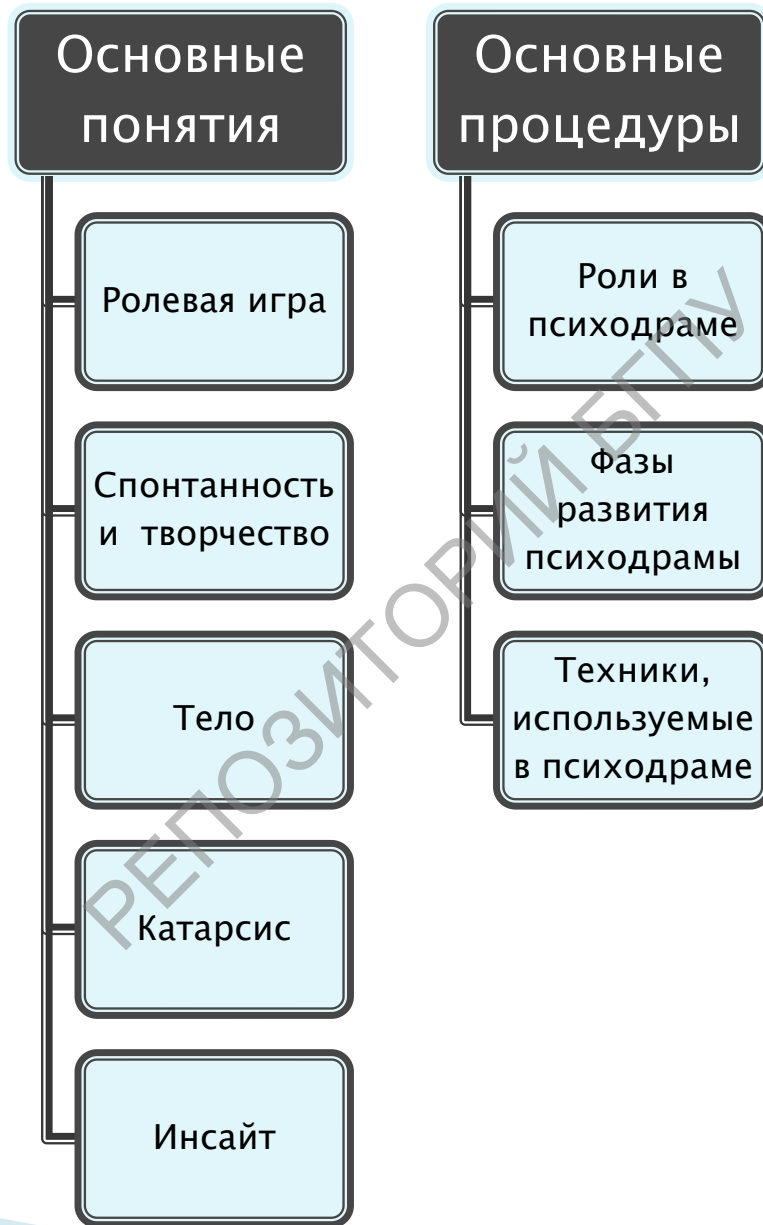 Основные
понятия
Ролевая игра
Спонтанность
и творчество
Тело
Катарсис
Инсайт
Основные
процедуры
Роли в
психодраме
Фазы
развития
психодрамы
Техники,
используемые
в психодраме
РЕПОЗИТОРИЙ БГПУ